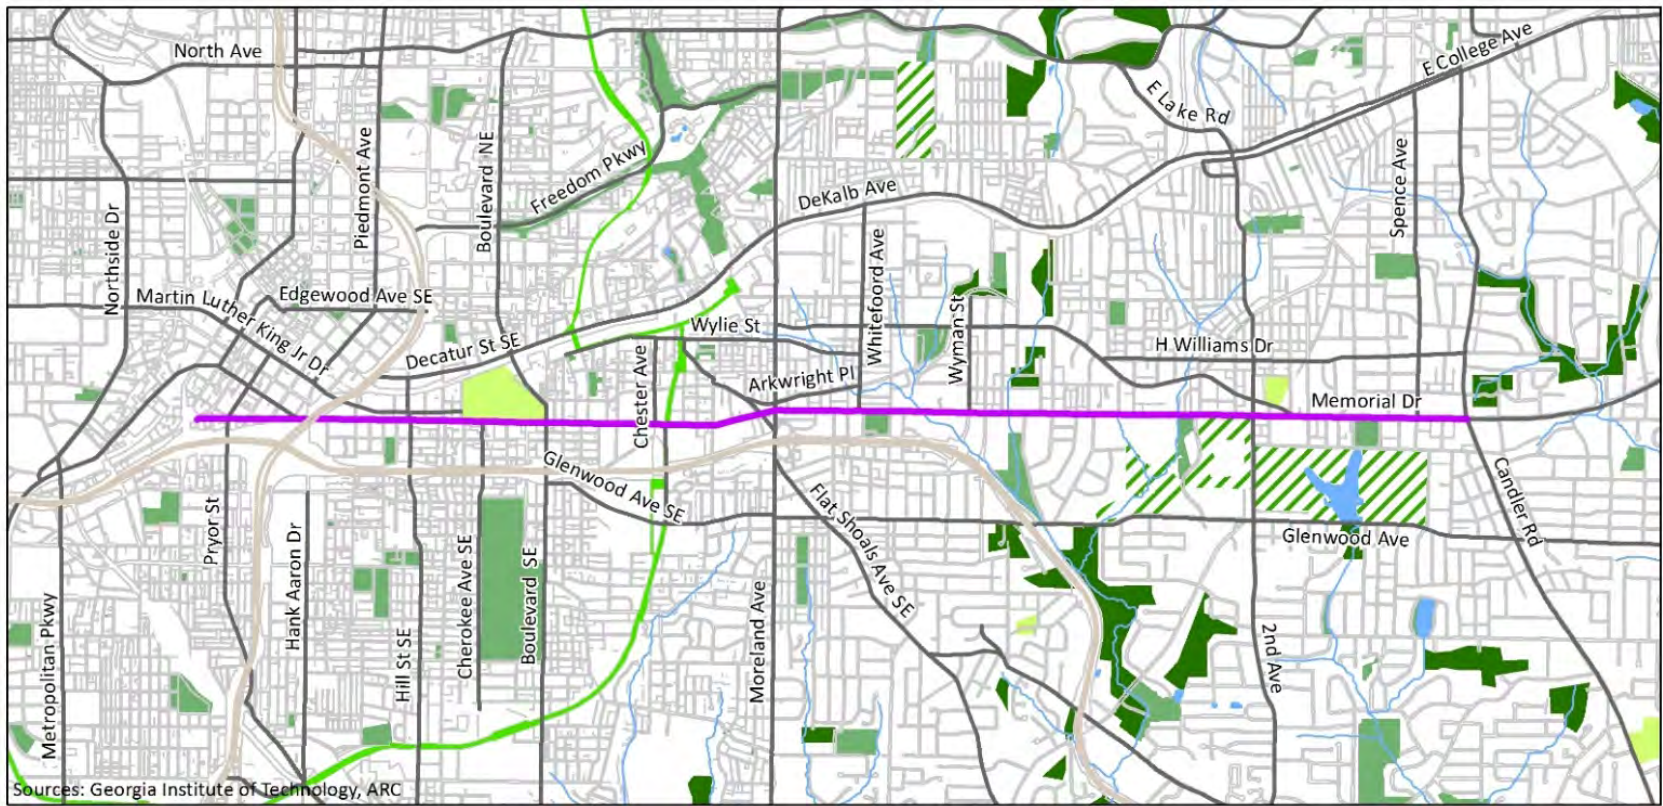 North Ave
E College Ave
E Lake Rd
Piedmont Ave
Boulevard NE
Freedom Pkwy
Spence Ave
DeKalb Ave
Northside Dr
Whitefoord Ave
Martin Luther King Jr Dr
Edgewood Ave SE
Wylie St
Wyman St
Decatur St SE
H Williams Dr
Chester Ave
Arkwright Pl
Memorial Dr
Glenwood Ave SE
Candler Rd
Flat Shoals Ave SE
Pryor St
Hank Aaron Dr
Glenwood Ave
Cherokee Ave SE
Boulevard SE
Metropolitan Pkwy
Hill St SE
Moreland Ave
2nd Ave
Sources: Georgia Institute of Technology, ARC